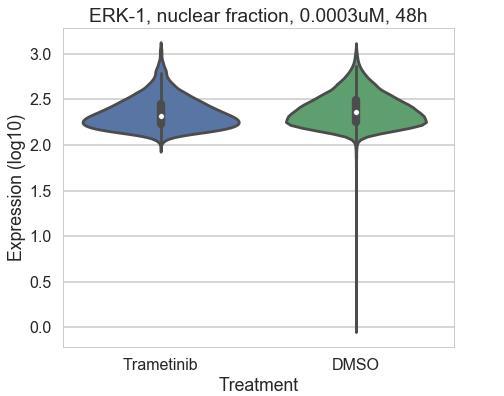 ERK-1, nuclear fraction, 0.0003uM, 48h
Expression (log10)
3.0
2.5
2.0
1.5
1.0
0.5
0.0
Trametinib DMSO
Treatment